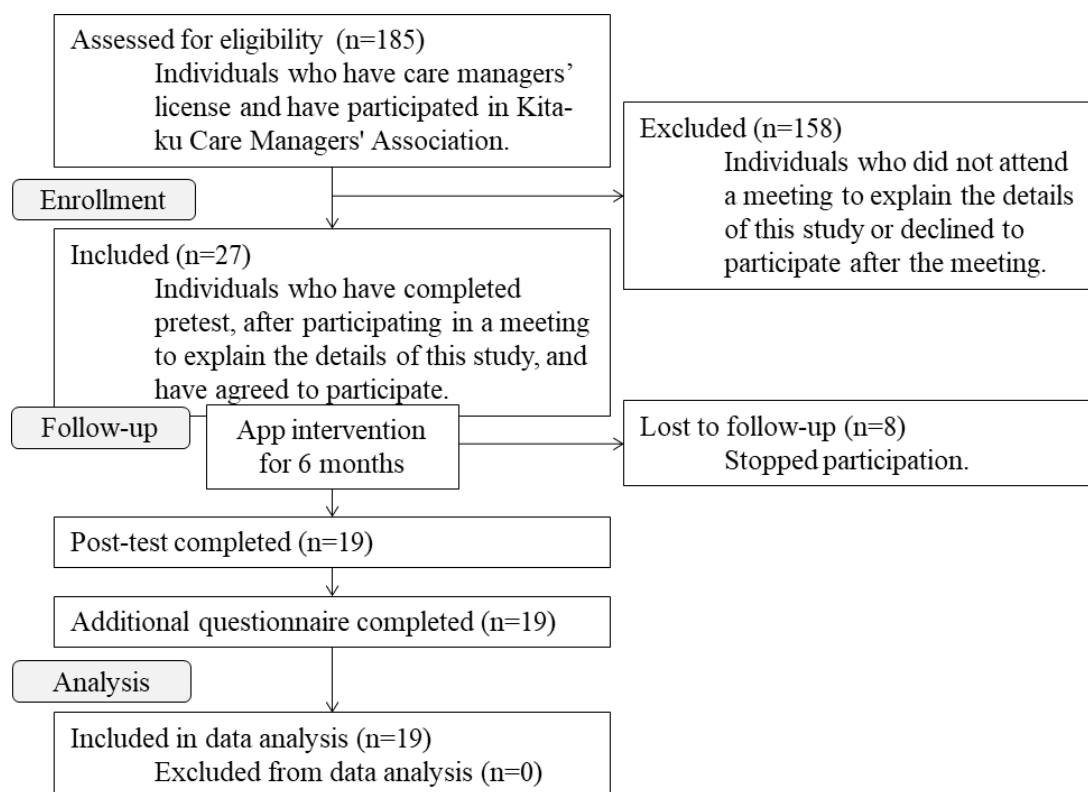 Assessed for eligibility (n=185)
Individuals who have care managers'
license and have participated in Kita-
ku Care Managers' Association.
Excluded (n=158)
Individuals who did not attend
a meeting to explain the details
of this study or declined to
participate after the meeting.
Enrollment
Included (n=27)
Individuals who have completed
pretest, after participating in a meeting
to explain the details of this study, and
have agreed to participate.
Follow-up
App intervention
for 6 months
Lost to follow-up (n=8)
Stopped participation.
Post-test completed (n=19)
Additional questionnaire completed (n=19)
Analysis
Included in data analysis (n=19)
Excluded from data analysis (n=0)